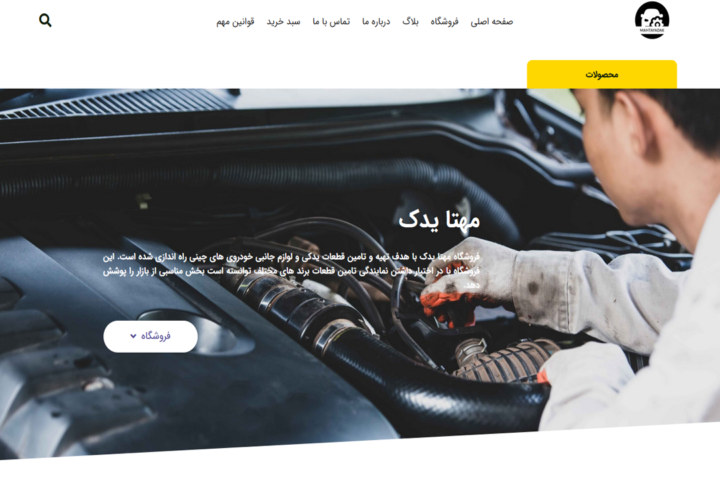 MAHTAYADAK
صفحه اصلی
فروشگاه
بلاگ
درباره ما
تماس با ما
سبد خرید
قوانین مهم
محصولات
مهتا یدک
فروشگاه مهتا یدک با هدف تهیه و تامین قطعات یدکی و لوازم جانبی خودروی های چینی راه اندازی شده است. این
فروشگاه با در اختیار داشتن نمایندگی تامین قطعات برند های مختلف توانسته است بخش مناسبی از بازار را پوشش
دهد.
فروشگاه